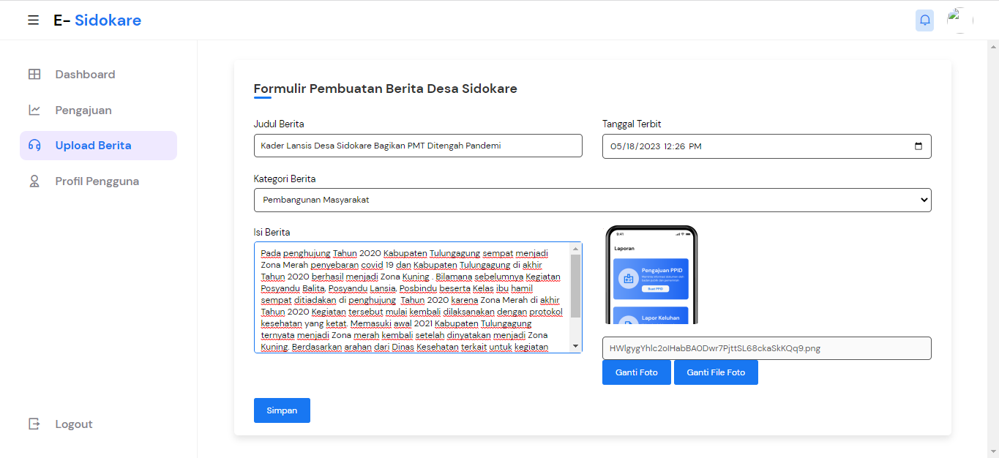 E- Sidokare
Dashboard
Pengajuan
Upload Berita
Profil Pengguna
Logout
Formulir Pembuatan Berita Desa Sidokare
Judul Berita
Kader Lansis Desa Sidokare Bagikan PMT Ditengah Pandemi
Tanggal Terbit
05/18/2023 12:26 PM
Kategori Berita
Pembangunan Masyarakat
Isi Berita
Pada penghujung Tahun 2020 Kabupaten Tulungagung sempat menjadi
Zona Merah penyebaran covid 19 dan Kabupaten Tulungagung di akhir
Tahun 2020 berhasil menjadi Zona Kuning . Bilamana sebelumnya Kegiatan
Posyandu Balita, Posyandu Lansia, Posbindu beserta Kelas ibu hamil
sempat ditiadakan di penghujung  Tahun 2020 karena Zona Merah di akhir
Tahun 2020 Kegiatan tersebut mulai kembali dilaksanakan dengan protokol
kesehatan yang ketat. Memasuki awal 2021 Kabupaten Tulungagung
ternyata menjadi Zona merah kembali setelah dinyatakan menjadi Zona
Kuning. Berdasarkan arahan dari Dinas Kesehatan terkait untuk kegiatan
9:41
Laporan
Pengajuan PPID
Buat PPID
Lapor Keluhan
HWlgygYhlc2oIHabBA0Dwr7PjttSL68ckaSkKQq9.png
Ganti Foto
Ganti File Foto
Simpan